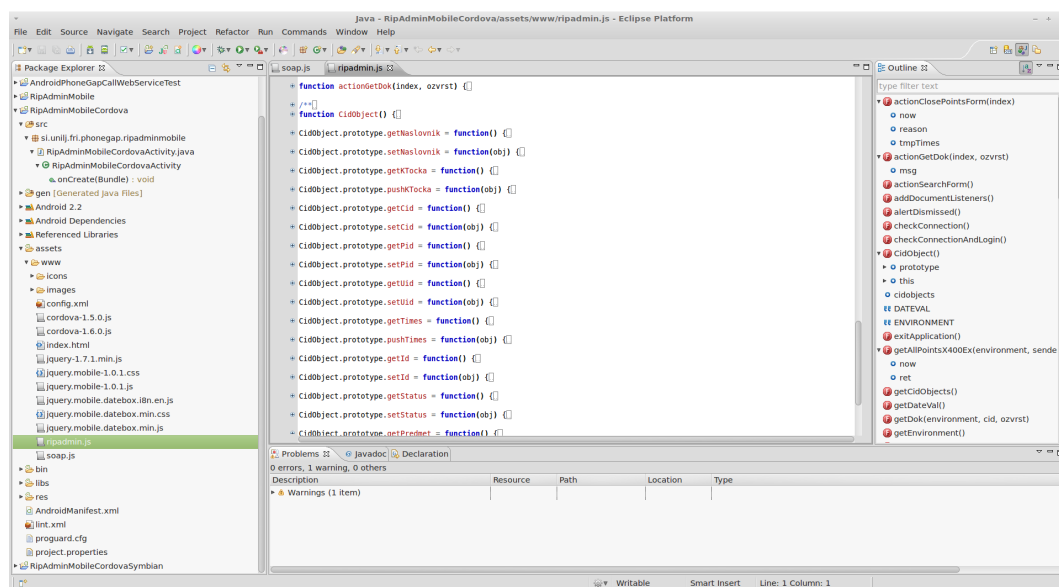 Java - RipAdminMobileCordova/assets/www/ripadmin.js - Eclipse Platform
File Edit Source Navigate Search Project Refactor Run Commands Window Help
Package Explorer
AndroidPhoneGapCallWebServiceTest
RipAdminMobile
RipAdminMobileCordova
src
si.unilj.fri.phonegap.ripadminmobile
RipAdminMobileCordovaActivity.java
RipAdminMobileCordovaActivity
onCreate(Bundle) : void
gen [Generated Java Files]
Android 2.2
Android Dependencies
Referenced Libraries
assets
www
icons
images
config.xml
cordova-1.5.0.js
cordova-1.6.0.js
index.html
jquery-1.7.1.min.js
jquery.mobile-1.0.1.css
jquery.mobile-1.0.1.js
jquery.mobile.datebox.i8n.en.js
jquery.mobile.datebox.min.css
jquery.mobile.datebox.min.js
ripadmin.js
soap.js
bin
libs
res
AndroidManifest.xml
lint.xml
proguard.cfg
project.properties
RipAdminMobileCordovaSymbian
soap.js ripadmin.js
function actionGetDok(index, ozvrst) {
/**
function CidObject() {
CidObject.prototype.getNaslovnik = function() {
CidObject.prototype.setNaslovnik = function(obj) {
CidObject.prototype.getKTocka = function() {
CidObject.prototype.pushKTocka = function(obj) {
CidObject.prototype.getCid = function() {
CidObject.prototype.setCid = function(obj) {
CidObject.prototype.getPid = function() {
CidObject.prototype.setPid = function(obj) {
CidObject.prototype.getUid = function() {
CidObject.prototype.setUid = function(obj) {
CidObject.prototype.getTimes = function() {
CidObject.prototype.pushTimes = function(obj) {
CidObject.prototype.getId = function() {
CidObject.prototype.setId = function(obj) {
CidObject.prototype.getStatus = function() {
CidObject.prototype.setStatus = function(obj) {
CidObject.prototype.getPredmet = function() {
Outline
type filter text
actionClosePointsForm(index)
now
reason
tmpTimes
actionGetDok(index, ozvrst)
msg
actionSearchForm()
addDocumentListeners()
alertDismissed()
checkConnection()
checkConnectionAndLogin()
CidObject()
prototype
this
cidobjects
DATEVAL
ENVIRONMENT
exitApplication()
getAllPointsX400Ex(environment, sende
now
ret
getCidObjects()
getDateVal()
getDok(environment, cid, ozvrst)
getEnvironment()
Problems Javadoc Declaration
0 errors, 1 warning, 0 others
Description Resource Path Location Type
Warnings (1 item)
Writable Smart Insert Line: 1 Column: 1